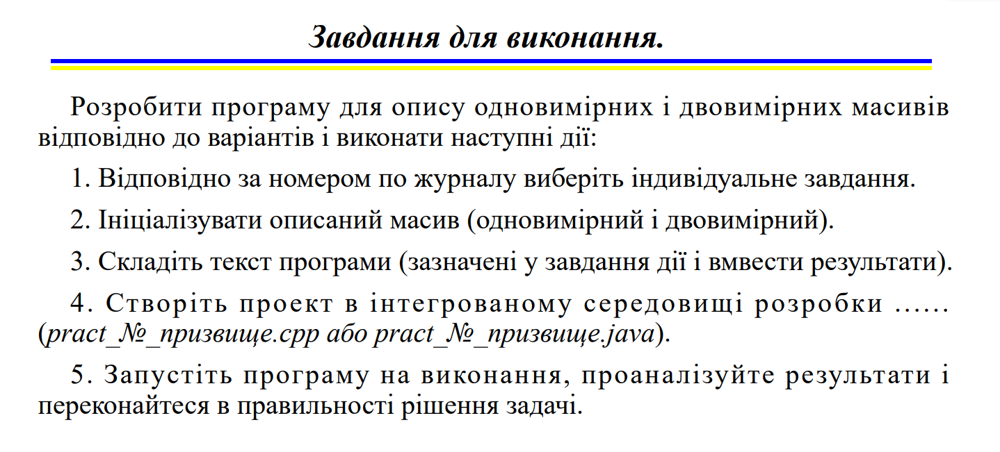 Завдання для виконання.
Розробити програму для опису одновимірних і двовимірних масивів
відповідно до варіантів і виконати наступні дії:
1. Відповідно за номером по журналу виберіть індивідуальне завдання.
2. Ініціалізувати описаний масив (одновимірний і двовимірний).
3. Складіть текст програми (зазначені у завдання дії і вмвести результати).
4. Створіть проект в інтегрованому середовищі розробки ……
(pract_№_призвище.cpp або pract_№_призвище.java).
5. Запустіть програму на виконання, проаналізуйте результати і
переконайтеся в правильності рішення задачі.